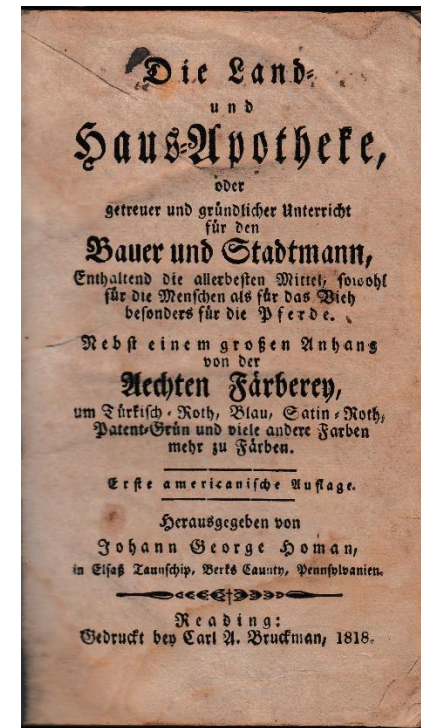 Die Land-
und
Haus-Apotheke,
oder
getreuer und gründlicher Unterricht
für den
Bauer und Stadtmann,
Enthaltend die allerbesten Mittel, sowohl
für die Menschen als für das Vieh
besonders für die Pferde.
Nebst einem großen Anhang
von der
Aechten Färberey,
um Türkisch-Roth, Blau, Satin-Roth,
Patent-Grün und viele andere Farben
mehr zu Färben.
Erste americanische Auflage.
Herausgegeben von
Johann George Homan,
in Elsaß Taunschip, Berks Caunty, Pennsylvanien.
Reading:
Gedruckt bey Carl A. Bruckman, 1818.